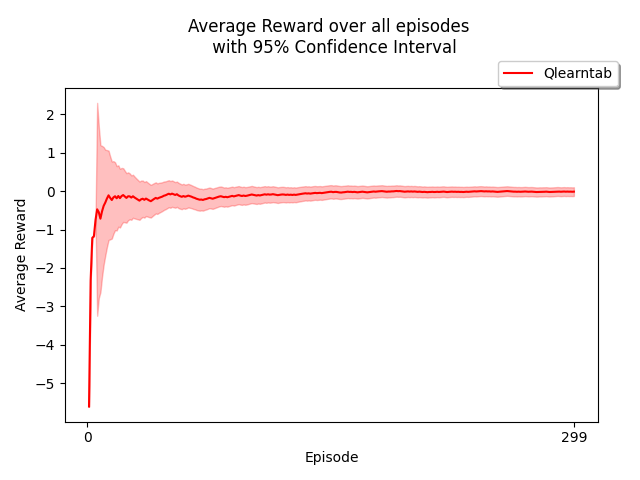 Average Reward over all episodes
with 95% Confidence Interval
Qlearntab
2
1
0
−1
−2
−3
−4
−5
Average Reward
0
299
Episode